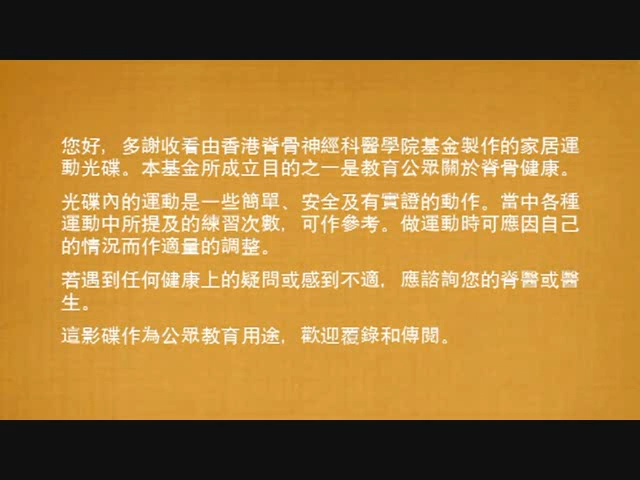 您好，多謝收看由香港脊骨神經科醫學院基金製作的家居運
動光碟。本基金所成立目的之一是教育公眾關於脊骨健康。
光碟內的運動是一些簡單、安全及有實證的動作。當中各種
運動中所提及的練習次數，可作參考。做運動時可應因自己
的情況而作適量的調整。
若遇到任何健康上的疑問或感到不適，應諮詢您的脊醫或醫
生。
這影碟作為公眾教育用途，歡迎覆錄和傳閱。